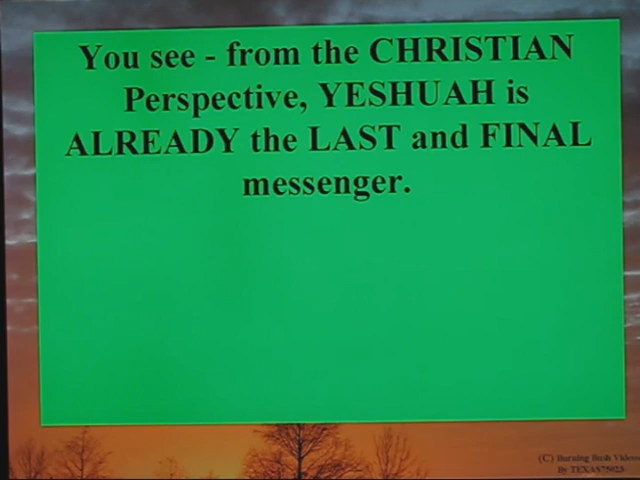 You see - from the CHRISTIAN
Perspective, YESHUAH is
ALREADY the LAST and FINAL
messenger.
(C) Burning Bush Videos
By TEXAS75023